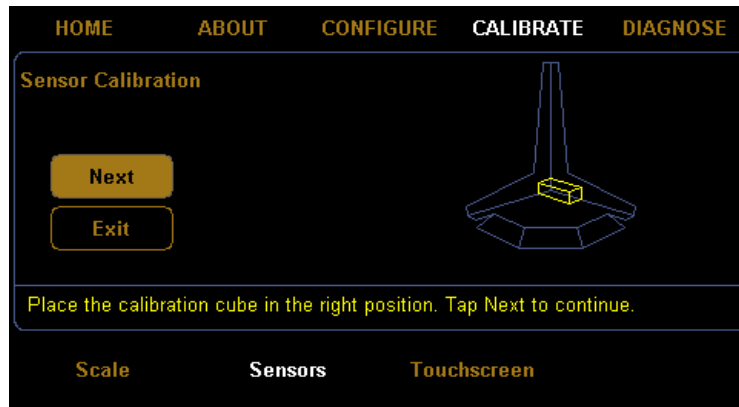 HOME ABOUT CONFIGURE CALIBRATE DIAGNOSE
Sensor Calibration
Next
Exit
Place the calibration cube in the right position. Tap Next to continue.
Scale Sensors Touchscreen